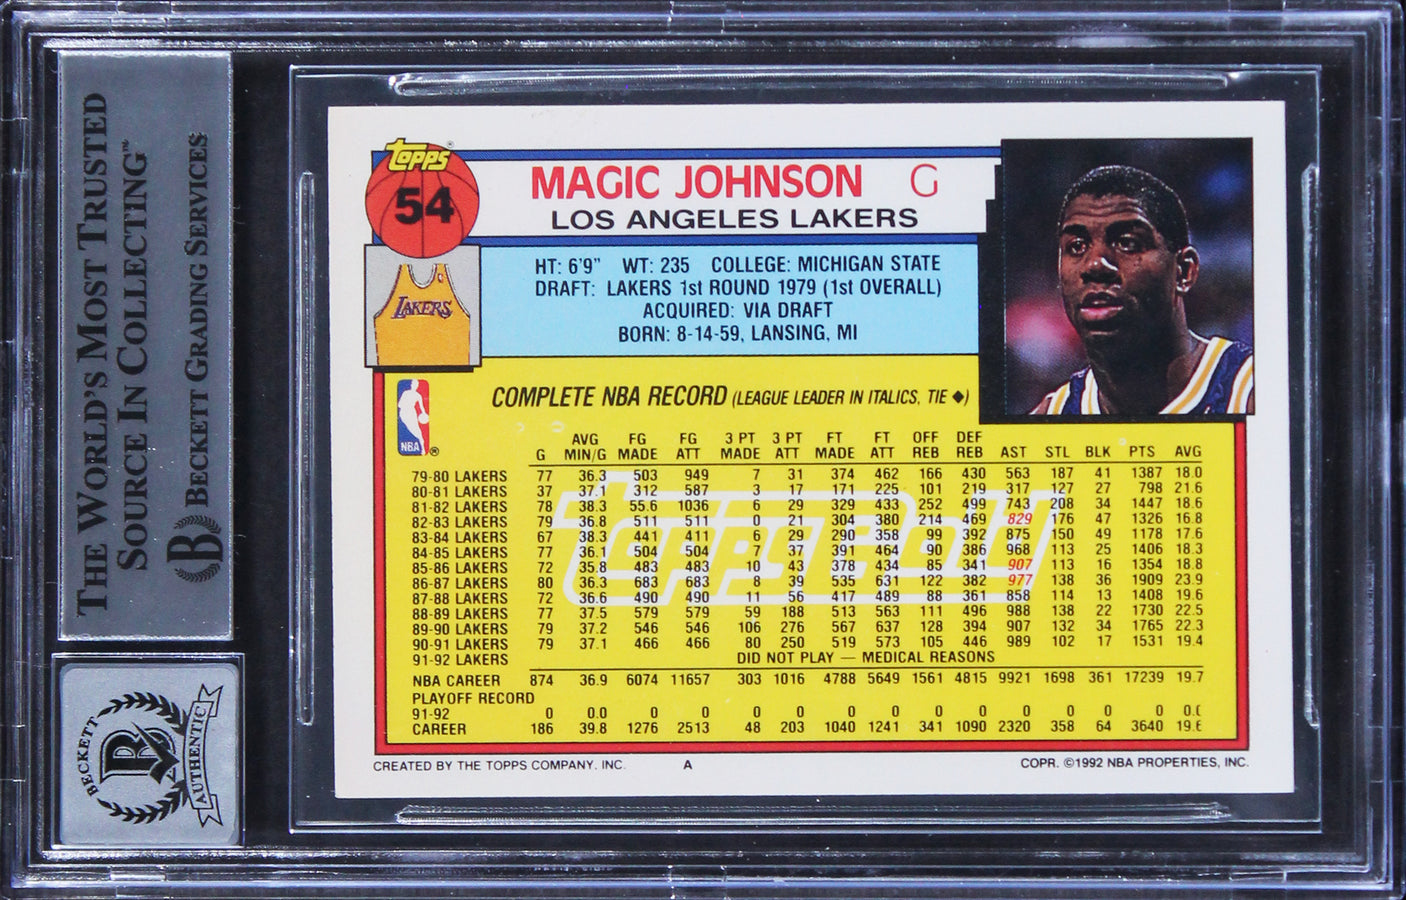 THE WORLD'S MOST TRUSTED
SOURCE IN COLLECTING™
BECKETT GRADING SERVICES
BECKETT
AUTHENTIC
Topps®
54
MAGIC JOHNSON G
LOS ANGELES LAKERS
LAKERS
HT: 6'9" WT: 235 COLLEGE: MICHIGAN STATE
DRAFT: LAKERS 1st ROUND 1979 (1st OVERALL)
ACQUIRED: VIA DRAFT
BORN: 8-14-59, LANSING, MI
NBA ®
COMPLETE NBA RECORD (LEAGUE LEADER IN ITALICS, TIE ◆)
AVG FG FG 3 PT 3 PT FT FT OFF DEF
G MIN/G MADE ATT MADE ATT MADE ATT REB REB AST STL BLK PTS AVG
79-80 LAKERS 77 36.3 503 949 7 31 374 462 166 430 563 187 41 1387 18.0
80-81 LAKERS 37 37.1 312 587 3 17 171 225 101 219 317 127 27 798 21.6
81-82 LAKERS 78 38.3 55.6 1036 6 29 329 433 252 499 743 208 34 1447 18.6
82-83 LAKERS 79 36.8 511 511 0 21 304 380 214 469 829 176 47 1326 16.8
83-84 LAKERS 67 38.3 441 411 6 29 290 358 99 392 875 150 49 1178 17.6
84-85 LAKERS 77 36.1 504 504 7 37 391 464 90 386 968 113 25 1406 18.3
85-86 LAKERS 72 35.8 483 483 10 43 378 434 85 341 907 113 16 1354 18.8
86-87 LAKERS 80 36.3 683 683 8 39 535 631 122 382 977 138 36 1909 23.9
87-88 LAKERS 72 36.6 490 490 11 56 417 489 88 361 858 114 13 1408 19.6
88-89 LAKERS 77 37.5 579 579 59 188 513 563 111 496 988 138 22 1730 22.5
89-90 LAKERS 79 37.2 546 546 106 276 567 637 128 394 907 132 34 1765 22.3
90-91 LAKERS 79 37.1 466 466 80 250 519 573 105 446 989 102 17 1531 19.4
91-92 LAKERS DID NOT PLAY — MEDICAL REASONS
NBA CAREER 874 36.9 6074 11657 303 1016 4788 5649 1561 4815 9921 1698 361 17239 19.7
PLAYOFF RECORD
91-92 0 0.0 0 0 0 0 0 0 0 0 0 0 0 0 0.0
CAREER 186 39.8 1276 2513 48 203 1040 1241 341 1090 2320 358 64 3640 19.6
CREATED BY THE TOPPS COMPANY, INC. A COPR. ©1992 NBA PROPERTIES, INC.